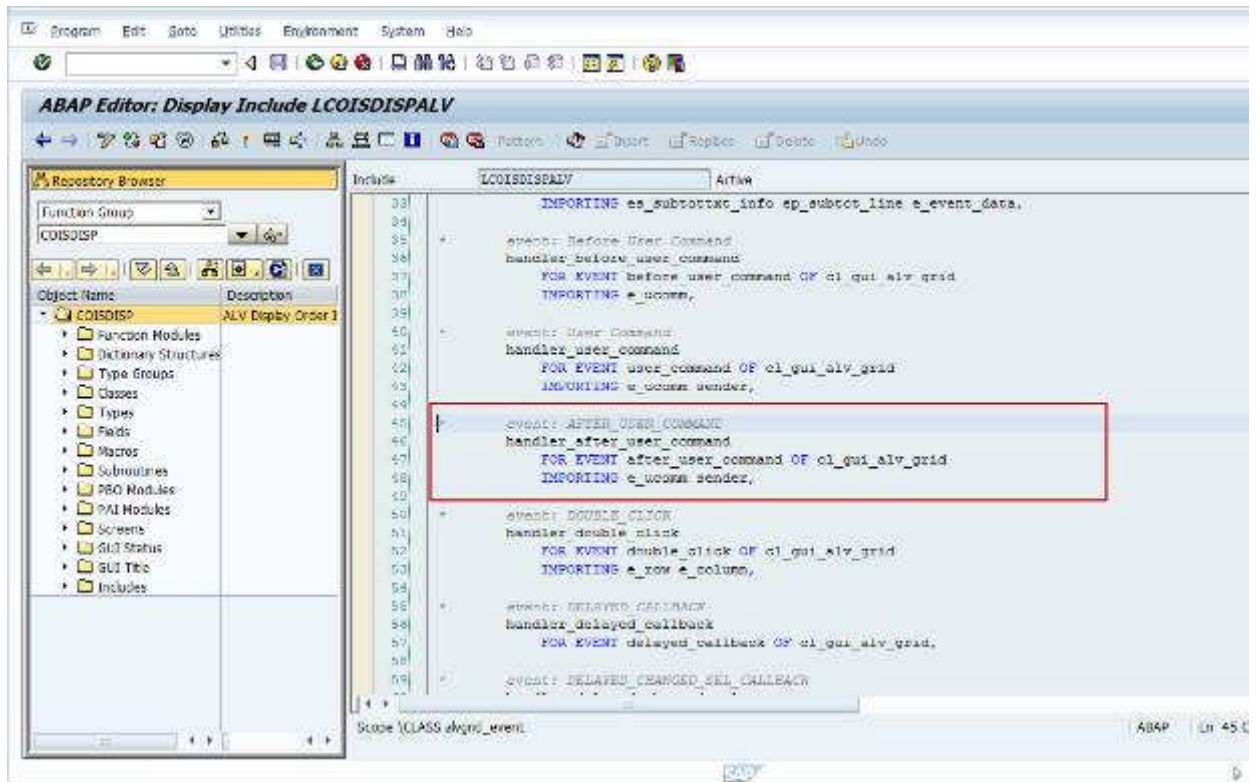 Program Edit Goto Utilities Environment System Help
ABAP Editor: Display Include LCOISDISPALV
Pattern Insert Replace Delete Undo
Repository Browser
Function Group
COISDISP
Object Name Description
COISDISP ALV Display Order I
Function Modules
Dictionary Structures
Type Groups
Classes
Types
Fields
Macros
Subroutines
PBO Modules
PAI Modules
Screens
GUI Status
GUI Title
Includes
Include LCOISDISPALV Active
33 IMPORTING es_subtottxt_info ep_subtot_line e_event_data,
34
35 * event: Before User Command
36 handler_before_user_command
37 FOR EVENT before_user_command OF cl_gui_alv_grid
38 IMPORTING e_ucomm,
39
40 * event: User Command
41 handler_user_command
42 FOR EVENT user_command OF cl_gui_alv_grid
43 IMPORTING e_ucomm sender,
44
45 * event: AFTER_USER_COMMAND
46 handler_after_user_command
47 FOR EVENT after_user_command OF cl_gui_alv_grid
48 IMPORTING e_ucomm sender,
49
50 * event: DOUBLE_CLICK
51 handler_double_click
52 FOR EVENT double_click OF cl_gui_alv_grid
53 IMPORTING e_row e_column,
54
55 * event: DELAYED_CALLBACK
56 handler_delayed_callback
57 FOR EVENT delayed_callback OF cl_gui_alv_grid,
58
59 * event: DELAYED_CHANGED_SEL_CALLBACK
Scope \CLASS alvgrid_event ABAP Ln 45 C
SAP